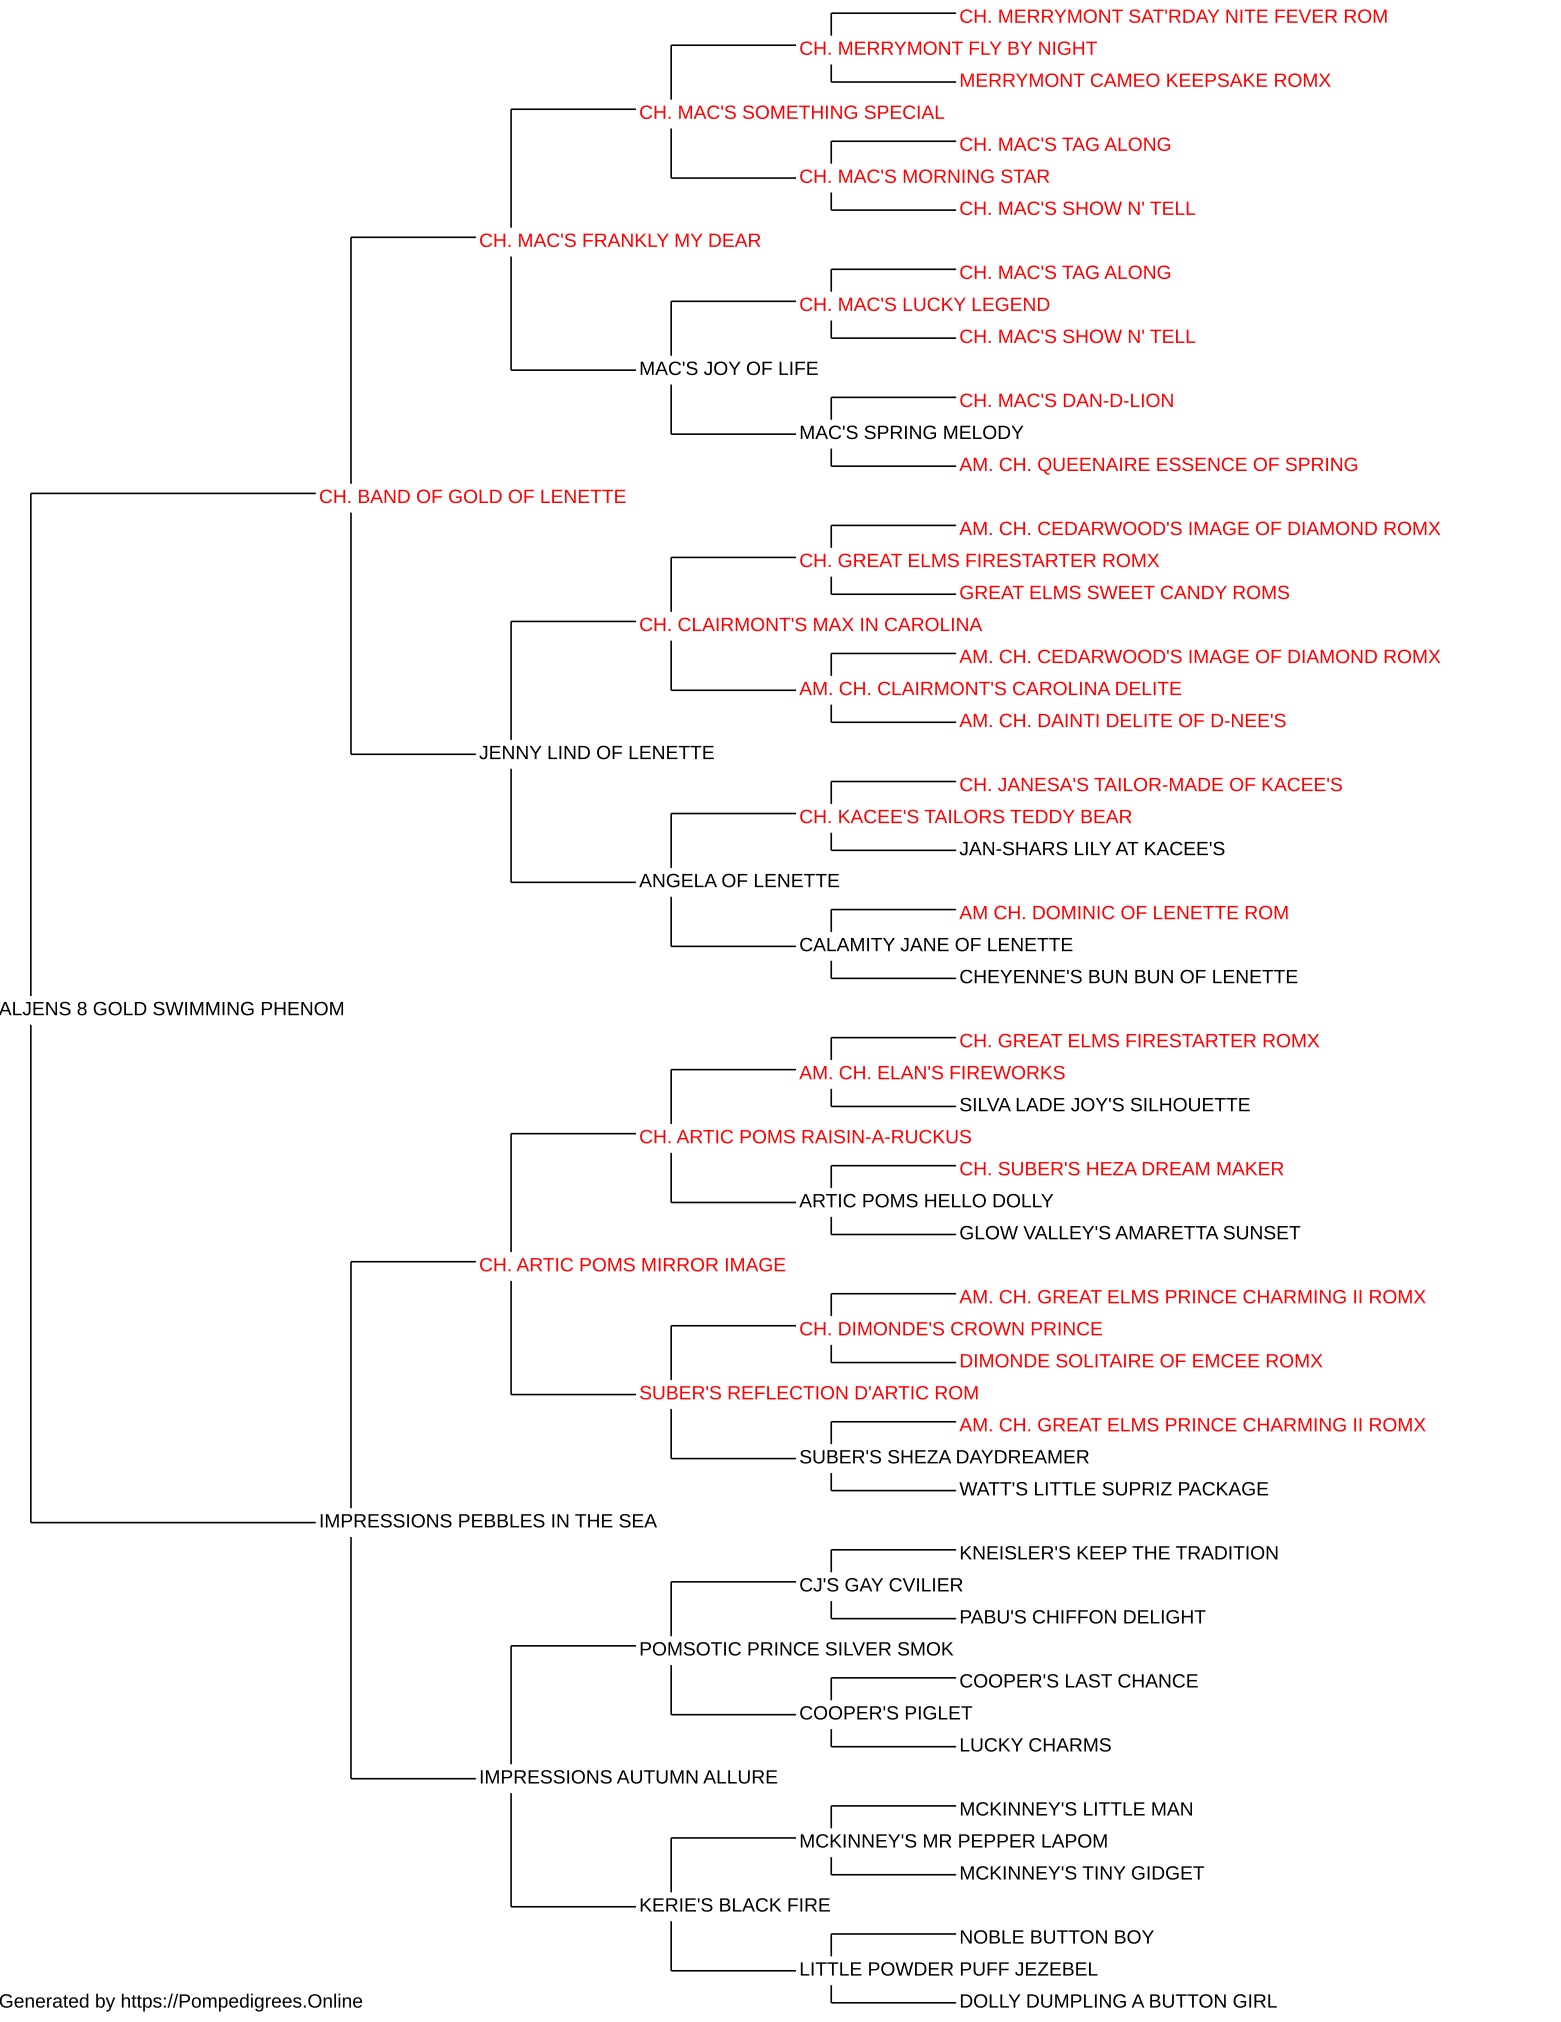 CH. MERRYMONT SAT'RDAY NITE FEVER ROM
CH. MERRYMONT FLY BY NIGHT
MERRYMONT CAMEO KEEPSAKE ROMX
CH. MAC'S SOMETHING SPECIAL
CH. MAC'S TAG ALONG
CH. MAC'S MORNING STAR
CH. MAC'S SHOW N' TELL
CH. MAC'S FRANKLY MY DEAR
CH. MAC'S TAG ALONG
CH. MAC'S LUCKY LEGEND
CH. MAC'S SHOW N' TELL
MAC'S JOY OF LIFE
CH. MAC'S DAN-D-LION
MAC'S SPRING MELODY
AM. CH. QUEENAIRE ESSENCE OF SPRING
CH. BAND OF GOLD OF LENETTE
AM. CH. CEDARWOOD'S IMAGE OF DIAMOND ROMX
CH. GREAT ELMS FIRESTARTER ROMX
GREAT ELMS SWEET CANDY ROMS
CH. CLAIRMONT'S MAX IN CAROLINA
AM. CH. CEDARWOOD'S IMAGE OF DIAMOND ROMX
AM. CH. CLAIRMONT'S CAROLINA DELITE
AM. CH. DAINTI DELITE OF D-NEE'S
JENNY LIND OF LENETTE
CH. JANESA'S TAILOR-MADE OF KACEE'S
CH. KACEE'S TAILORS TEDDY BEAR
JAN-SHARS LILY AT KACEE'S
ANGELA OF LENETTE
AM CH. DOMINIC OF LENETTE ROM
CALAMITY JANE OF LENETTE
CHEYENNE'S BUN BUN OF LENETTE
ALJENS 8 GOLD SWIMMING PHENOM
CH. GREAT ELMS FIRESTARTER ROMX
AM. CH. ELAN'S FIREWORKS
SILVA LADE JOY'S SILHOUETTE
CH. ARTIC POMS RAISIN-A-RUCKUS
CH. SUBER'S HEZA DREAM MAKER
ARTIC POMS HELLO DOLLY
GLOW VALLEY'S AMARETTA SUNSET
CH. ARTIC POMS MIRROR IMAGE
AM. CH. GREAT ELMS PRINCE CHARMING II ROMX
CH. DIMONDE'S CROWN PRINCE
DIMONDE SOLITAIRE OF EMCEE ROMX
SUBER'S REFLECTION D'ARTIC ROM
AM. CH. GREAT ELMS PRINCE CHARMING II ROMX
SUBER'S SHEZA DAYDREAMER
WATT'S LITTLE SUPRIZ PACKAGE
IMPRESSIONS PEBBLES IN THE SEA
KNEISLER'S KEEP THE TRADITION
CJ'S GAY CVILIER
PABU'S CHIFFON DELIGHT
POMSOTIC PRINCE SILVER SMOK
COOPER'S LAST CHANCE
COOPER'S PIGLET
LUCKY CHARMS
IMPRESSIONS AUTUMN ALLURE
MCKINNEY'S LITTLE MAN
MCKINNEY'S MR PEPPER LAPOM
MCKINNEY'S TINY GIDGET
KERIE'S BLACK FIRE
NOBLE BUTTON BOY
LITTLE POWDER PUFF JEZEBEL
DOLLY DUMPLING A BUTTON GIRL
Generated by https://Pompedigrees.Online